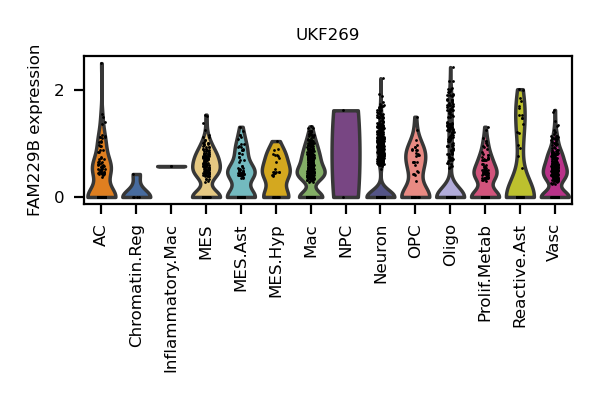 UKF269
FAM229B expression
2
0
AC
Chromatin.Reg
Inflammatory.Mac
MES
MES.Ast
MES.Hyp
Mac
NPC
Neuron
OPC
Oligo
Prolif.Metab
Reactive.Ast
Vasc